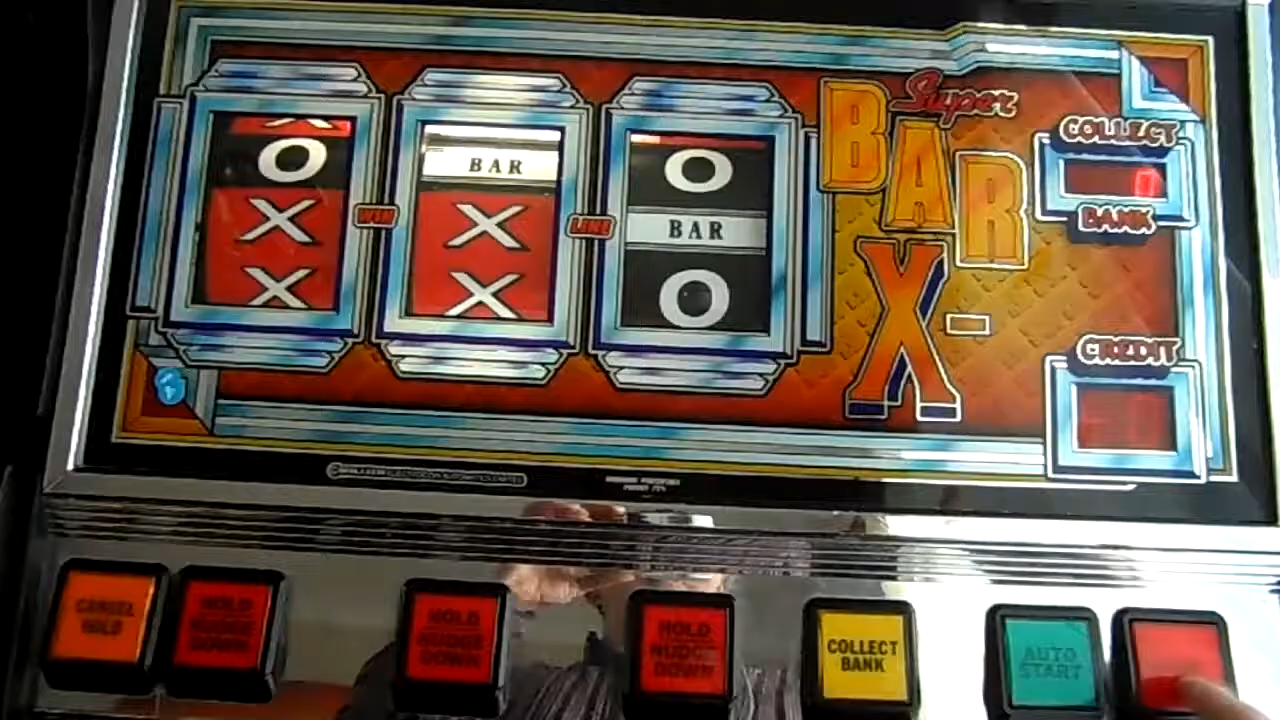 Super
BAR
X-
COLLECT
0
BANK
CREDIT
X
O
X
X
BAR
X
X
O
BAR
O
WIN
LINE
CANCEL
HOLD
HOLD
NUDGE
DOWN
HOLD
NUDGE
DOWN
HOLD
NUDGE
DOWN
COLLECT
BANK
AUTO
START